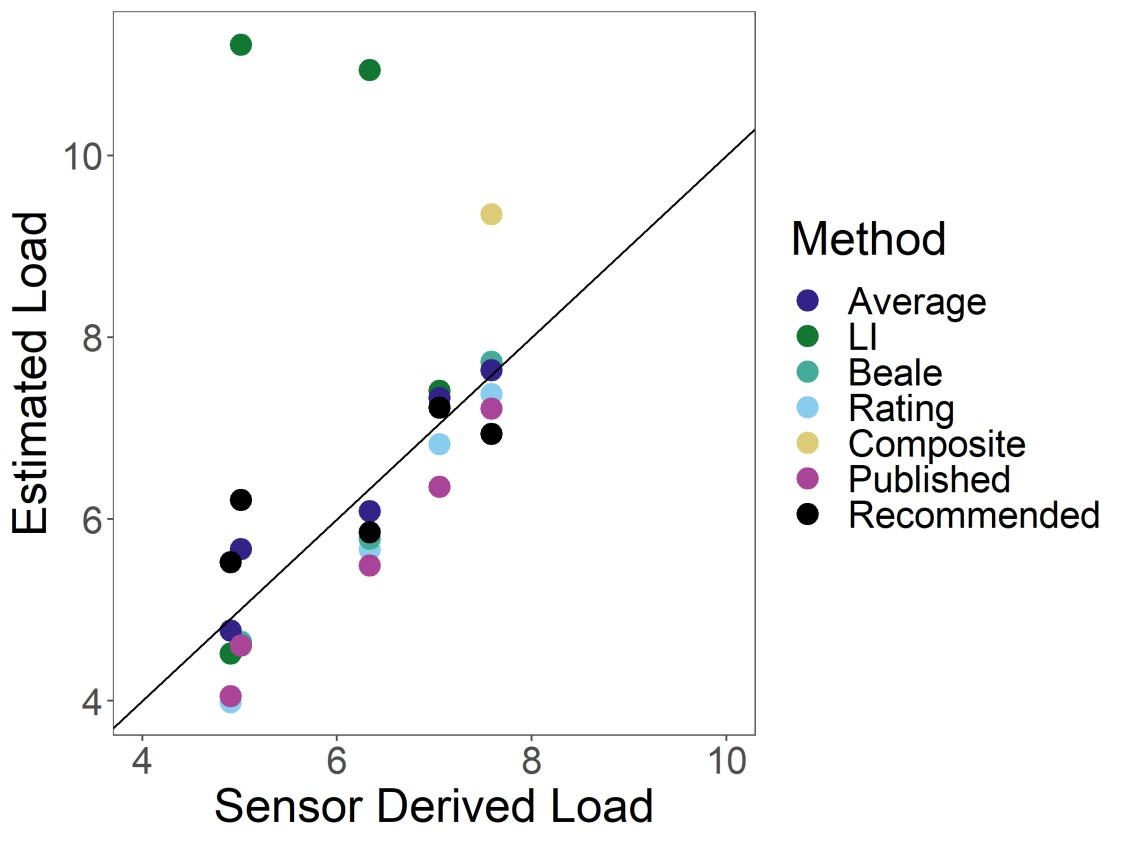 Estimated Load
10
8
6
4
4 6 8 10
Sensor Derived Load
Method
Average
LI
Beale
Rating
Composite
Published
Recommended